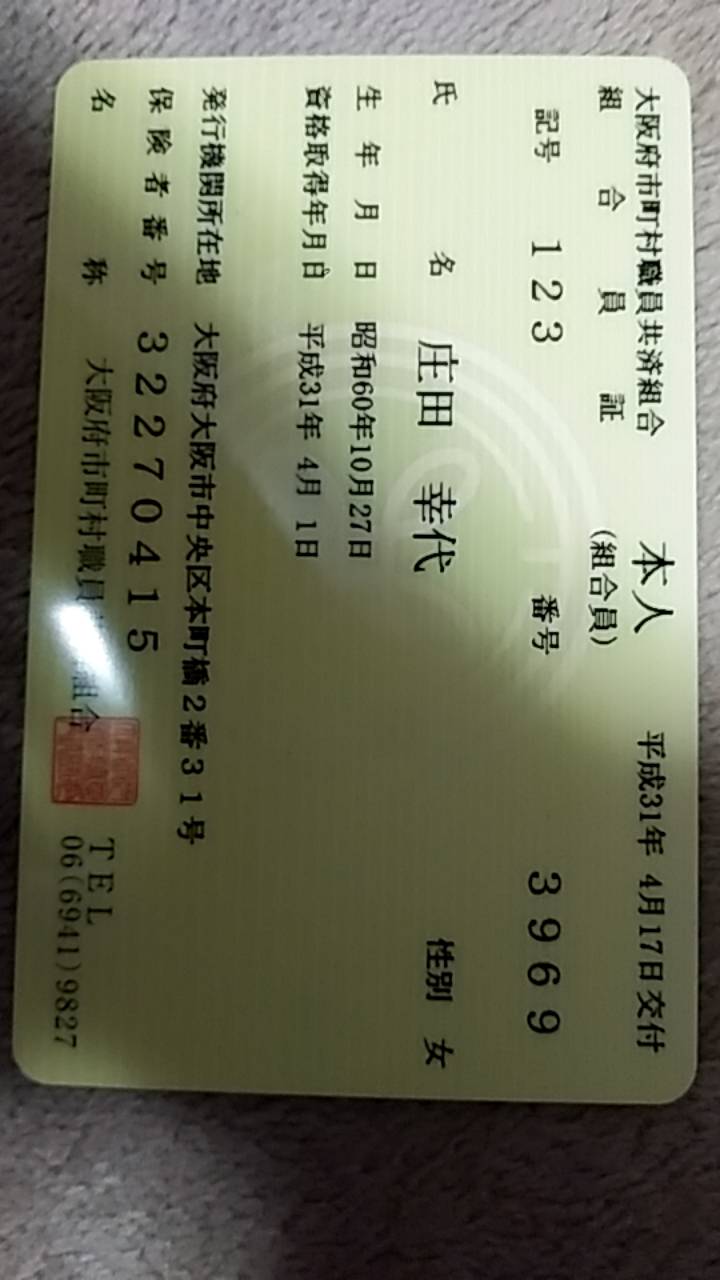 大阪府市町村職員共済組合
組合員証
本人
(組合員)
平成31年 4月17日交付
記号 123 番号 3969
氏名 庄田 幸代 性別 女
生年月日 昭和60年10月27日
資格取得年月日 平成31年 4月 1日
発行機関所在地 大阪府大阪市中央区本町橋2番31号
保険者番号 32270415
名称 大阪府市町村職員 組合 TEL
06(6941)9827